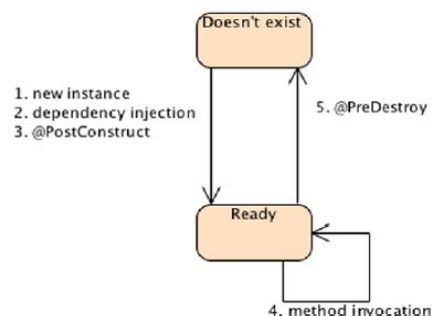 Doesn't exist
1. new instance
2. dependency injection
3. @PostConstruct
5. @PreDestroy
Ready
4. method invocation